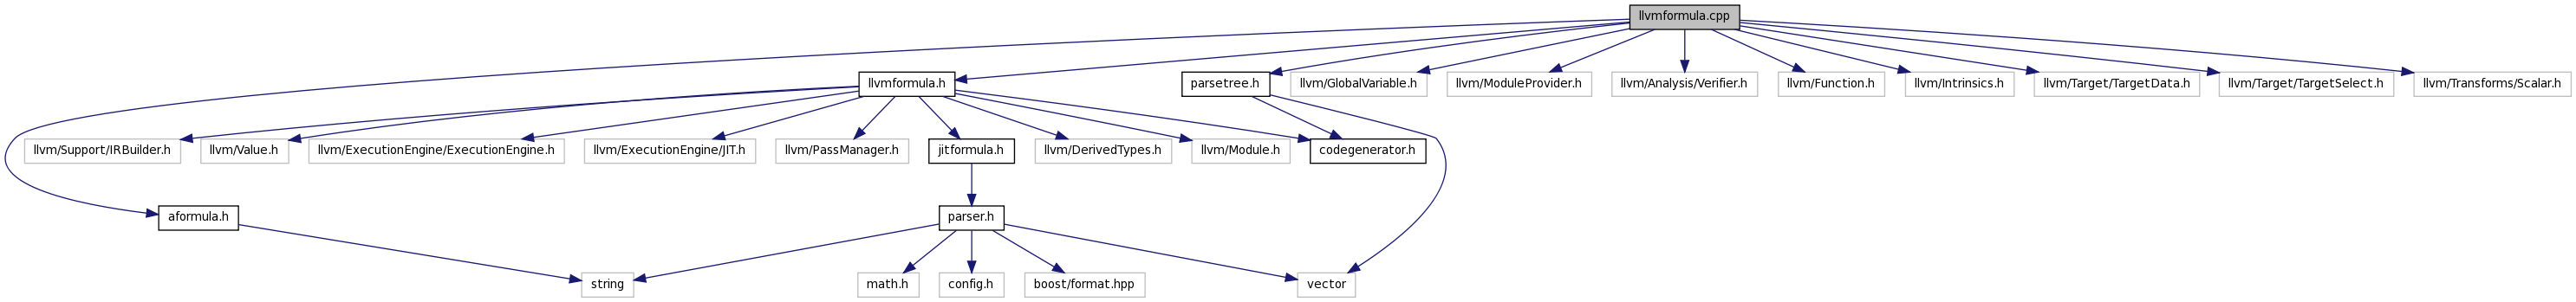 llvmformula.cpp
llvmformula.h
parsetree.h
llvm/GlobalVariable.h
llvm/ModuleProvider.h
llvm/Analysis/Verifier.h
llvm/Function.h
llvm/Intrinsics.h
llvm/Target/TargetData.h
llvm/Target/TargetSelect.h
llvm/Transforms/Scalar.h
llvm/Support/IRBuilder.h
llvm/Value.h
llvm/ExecutionEngine/ExecutionEngine.h
llvm/ExecutionEngine/JIT.h
llvm/PassManager.h
jitformula.h
llvm/DerivedTypes.h
llvm/Module.h
codegenerator.h
aformula.h
parser.h
string
math.h
config.h
boost/format.hpp
vector